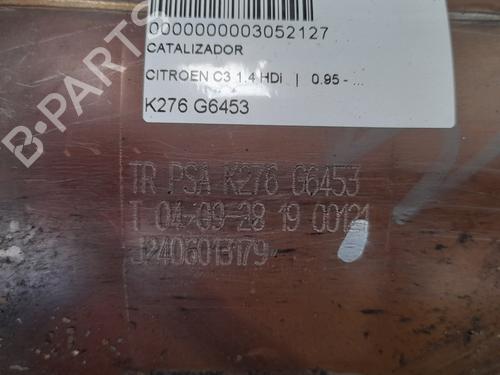 0000000003052127
CATALIZADOR
CITROEN C3 1.4 HDi | 0.95 - ...
K276 G6453
B-PARTS
TR PSA K276 G6453
T 04-09-28 19 00121
J2406013179